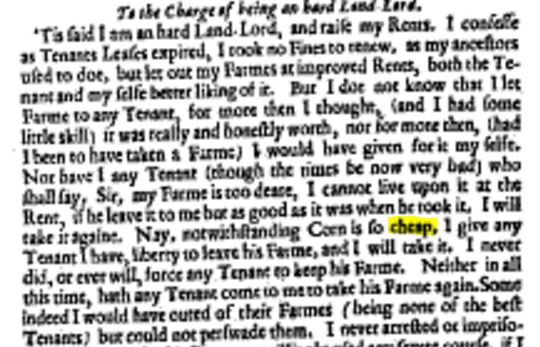 To the Charge of being an hard Land-Lord.
'Tis said I am an hard Land-Lord, and raise my Rents. I confesse
as Tenants Leases expired, I took no Fines to renew, as my ancestors
used to doe, but let out my Farmes at improved Rents, both the Te-
nant and my selfe better liking of it. But I doe not know that I let
Farme to any Tenant, for more then I thought, (and I had some
little skill) it was really and honestly worth, nor for more then, (had
I been to have taken a Farme) I would have given for it my selfe.
Nor have I any Tenant (though the times be now very bad) who
shall say, Sir, my Farme is too deare, I cannot live upon it at the
Rent, if he leave it to me but as good as it was when he took it, I will
take it againe. Nay, notwithstanding Corn is so cheap, I give any
Tenant I have, liberty to leave his Farme, and I will take it. I never
did, or ever will, force any Tenant to keep his Farme. Neither in all
this time, hath any Tenant come to me to take his Farme again. Some
indeed I would have outed of their Farmes (being none of the best
Tenants) but could not perswade them. I never arrested or impriso-